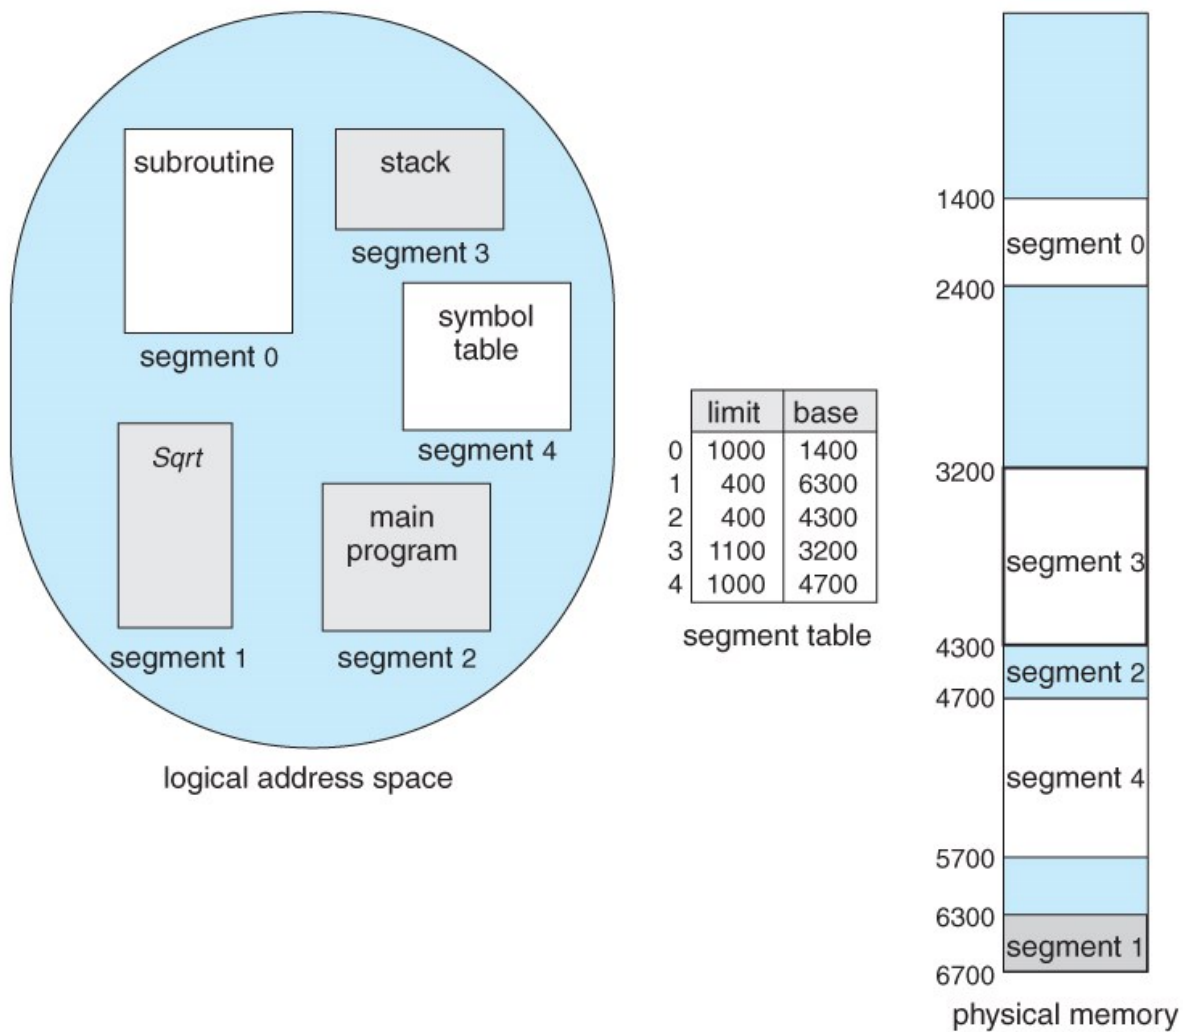 subroutine
stack
segment 3
segment 0
symbol
table
segment 4
Sqrt
main
program
segment 1
segment 2
logical address space
limit base
0 1000 1400
1 400 6300
2 400 4300
3 1100 3200
4 1000 4700
segment table
1400
segment 0
2400
3200
segment 3
4300
segment 2
4700
segment 4
5700
6300
segment 1
6700
physical memory